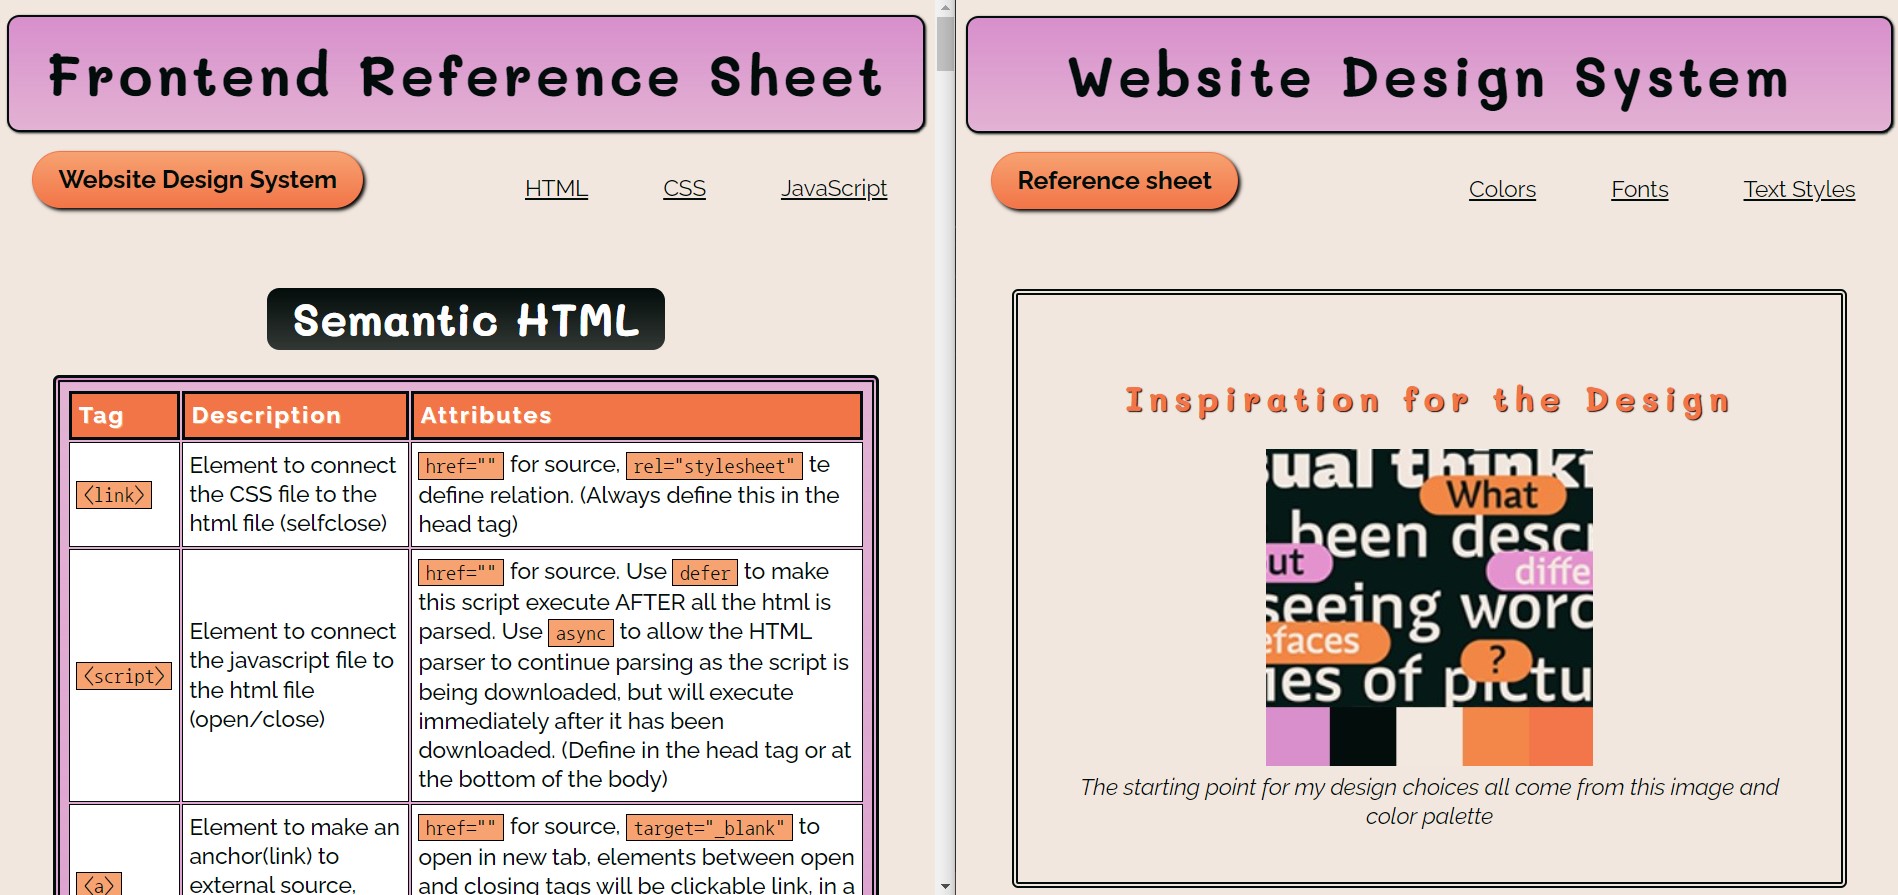 Frontend Reference Sheet
Website Design System
HTML
CSS
JavaScript
Semantic HTML
Tag
Description
Attributes
<link>
Element to connect
the CSS file to the
html file (selfclose)
href="" for source, rel="stylesheet" te
define relation. (Always define this in the
head tag)
<script>
Element to connect
the javascript file to
the html file
(open/close)
href="" for source. Use defer to make
this script execute AFTER all the html is
parsed. Use async to allow the HTML
parser to continue parsing as the script is
being downloaded, but will execute
immediately after it has been
downloaded. (Define in the head tag or at
the bottom of the body)
<a>
Element to make an
anchor(link) to
external source,
href="" for source, target="_blank" to
open in new tab, elements between open
and closing tags will be clickable link, in a
Website Design System
Reference sheet
Colors
Fonts
Text Styles
Inspiration for the Design
sual thinki
What
been descr
ut
diffe
seeing word
efaces
?
ies of pictu
The starting point for my design choices all come from this image and
color palette